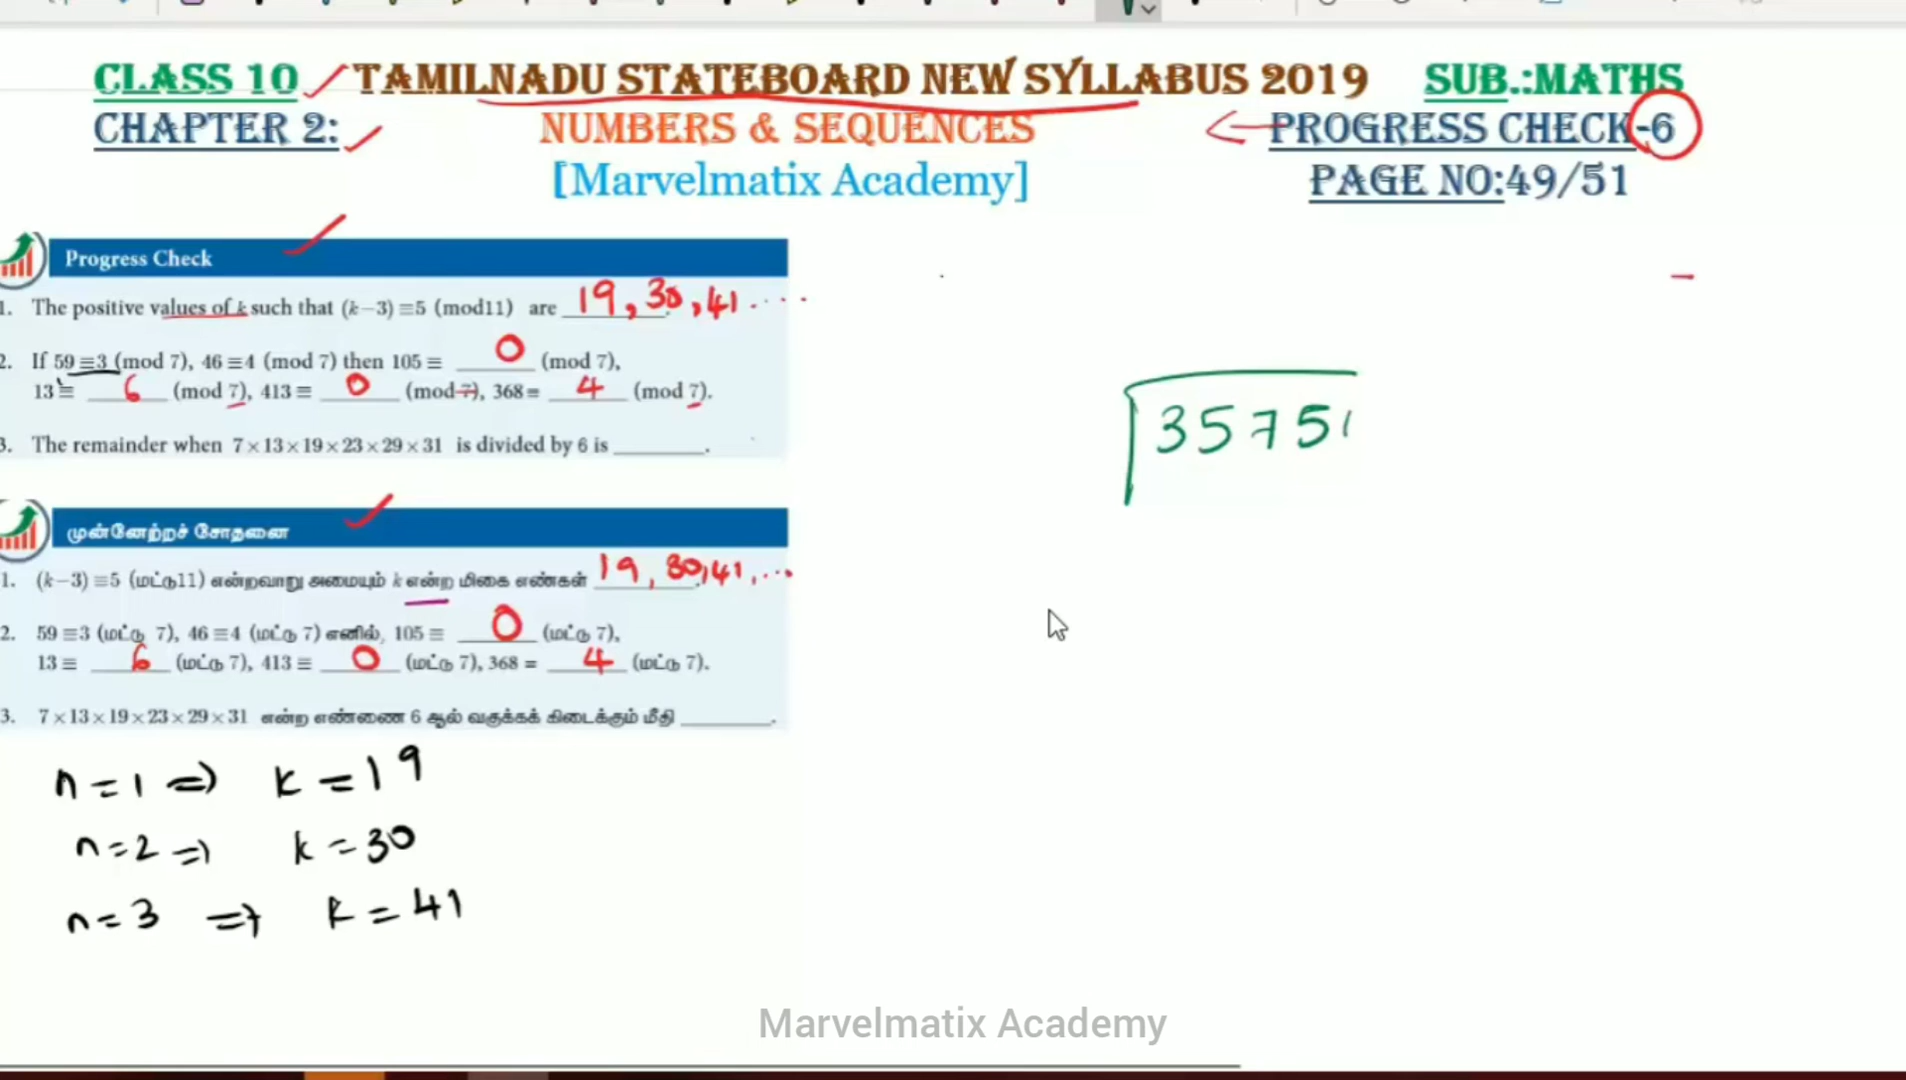 CLASS 10 TAMILNADU STATEBOARD NEW SYLLABUS 2019 SUB.:MATHS
CHAPTER 2: NUMBERS & SEQUENCES PROGRESS CHECK-6
[Marvelmatix Academy] PAGE NO:49/51
Progress Check
1. The positive values of k such that (k−3) ≡5 (mod11) are 19, 30, 41 ....
2. If 59 ≡3 (mod 7), 46 ≡4 (mod 7) then 105 ≡ 0 (mod 7),
13 ≡ 6 (mod 7), 413 ≡ 0 (mod 7), 368 = 4 (mod 7).
3. The remainder when 7×13×19×23×29×31 is divided by 6 is ________.
35751
முன்னேற்றச் சோதனை
1. (k−3) ≡5 (மட்டு11) என்றவாறு அமையும் k என்ற மிகை எண்கள் 19, 30, 41, ...
2. 59 ≡3 (மட்டு 7), 46 ≡4 (மட்டு 7) எனில், 105 ≡ 0 (மட்டு 7),
13 ≡ 6 (மட்டு 7), 413 ≡ 0 (மட்டு 7), 368 = 4 (மட்டு 7).
3. 7×13×19×23×29×31 என்ற எண்ணை 6 ஆல் வகுக்கக் கிடைக்கும் மீதி ________.
n=1 => k=19
n=2 => k=30
n=3 => k=41
Marvelmatix Academy